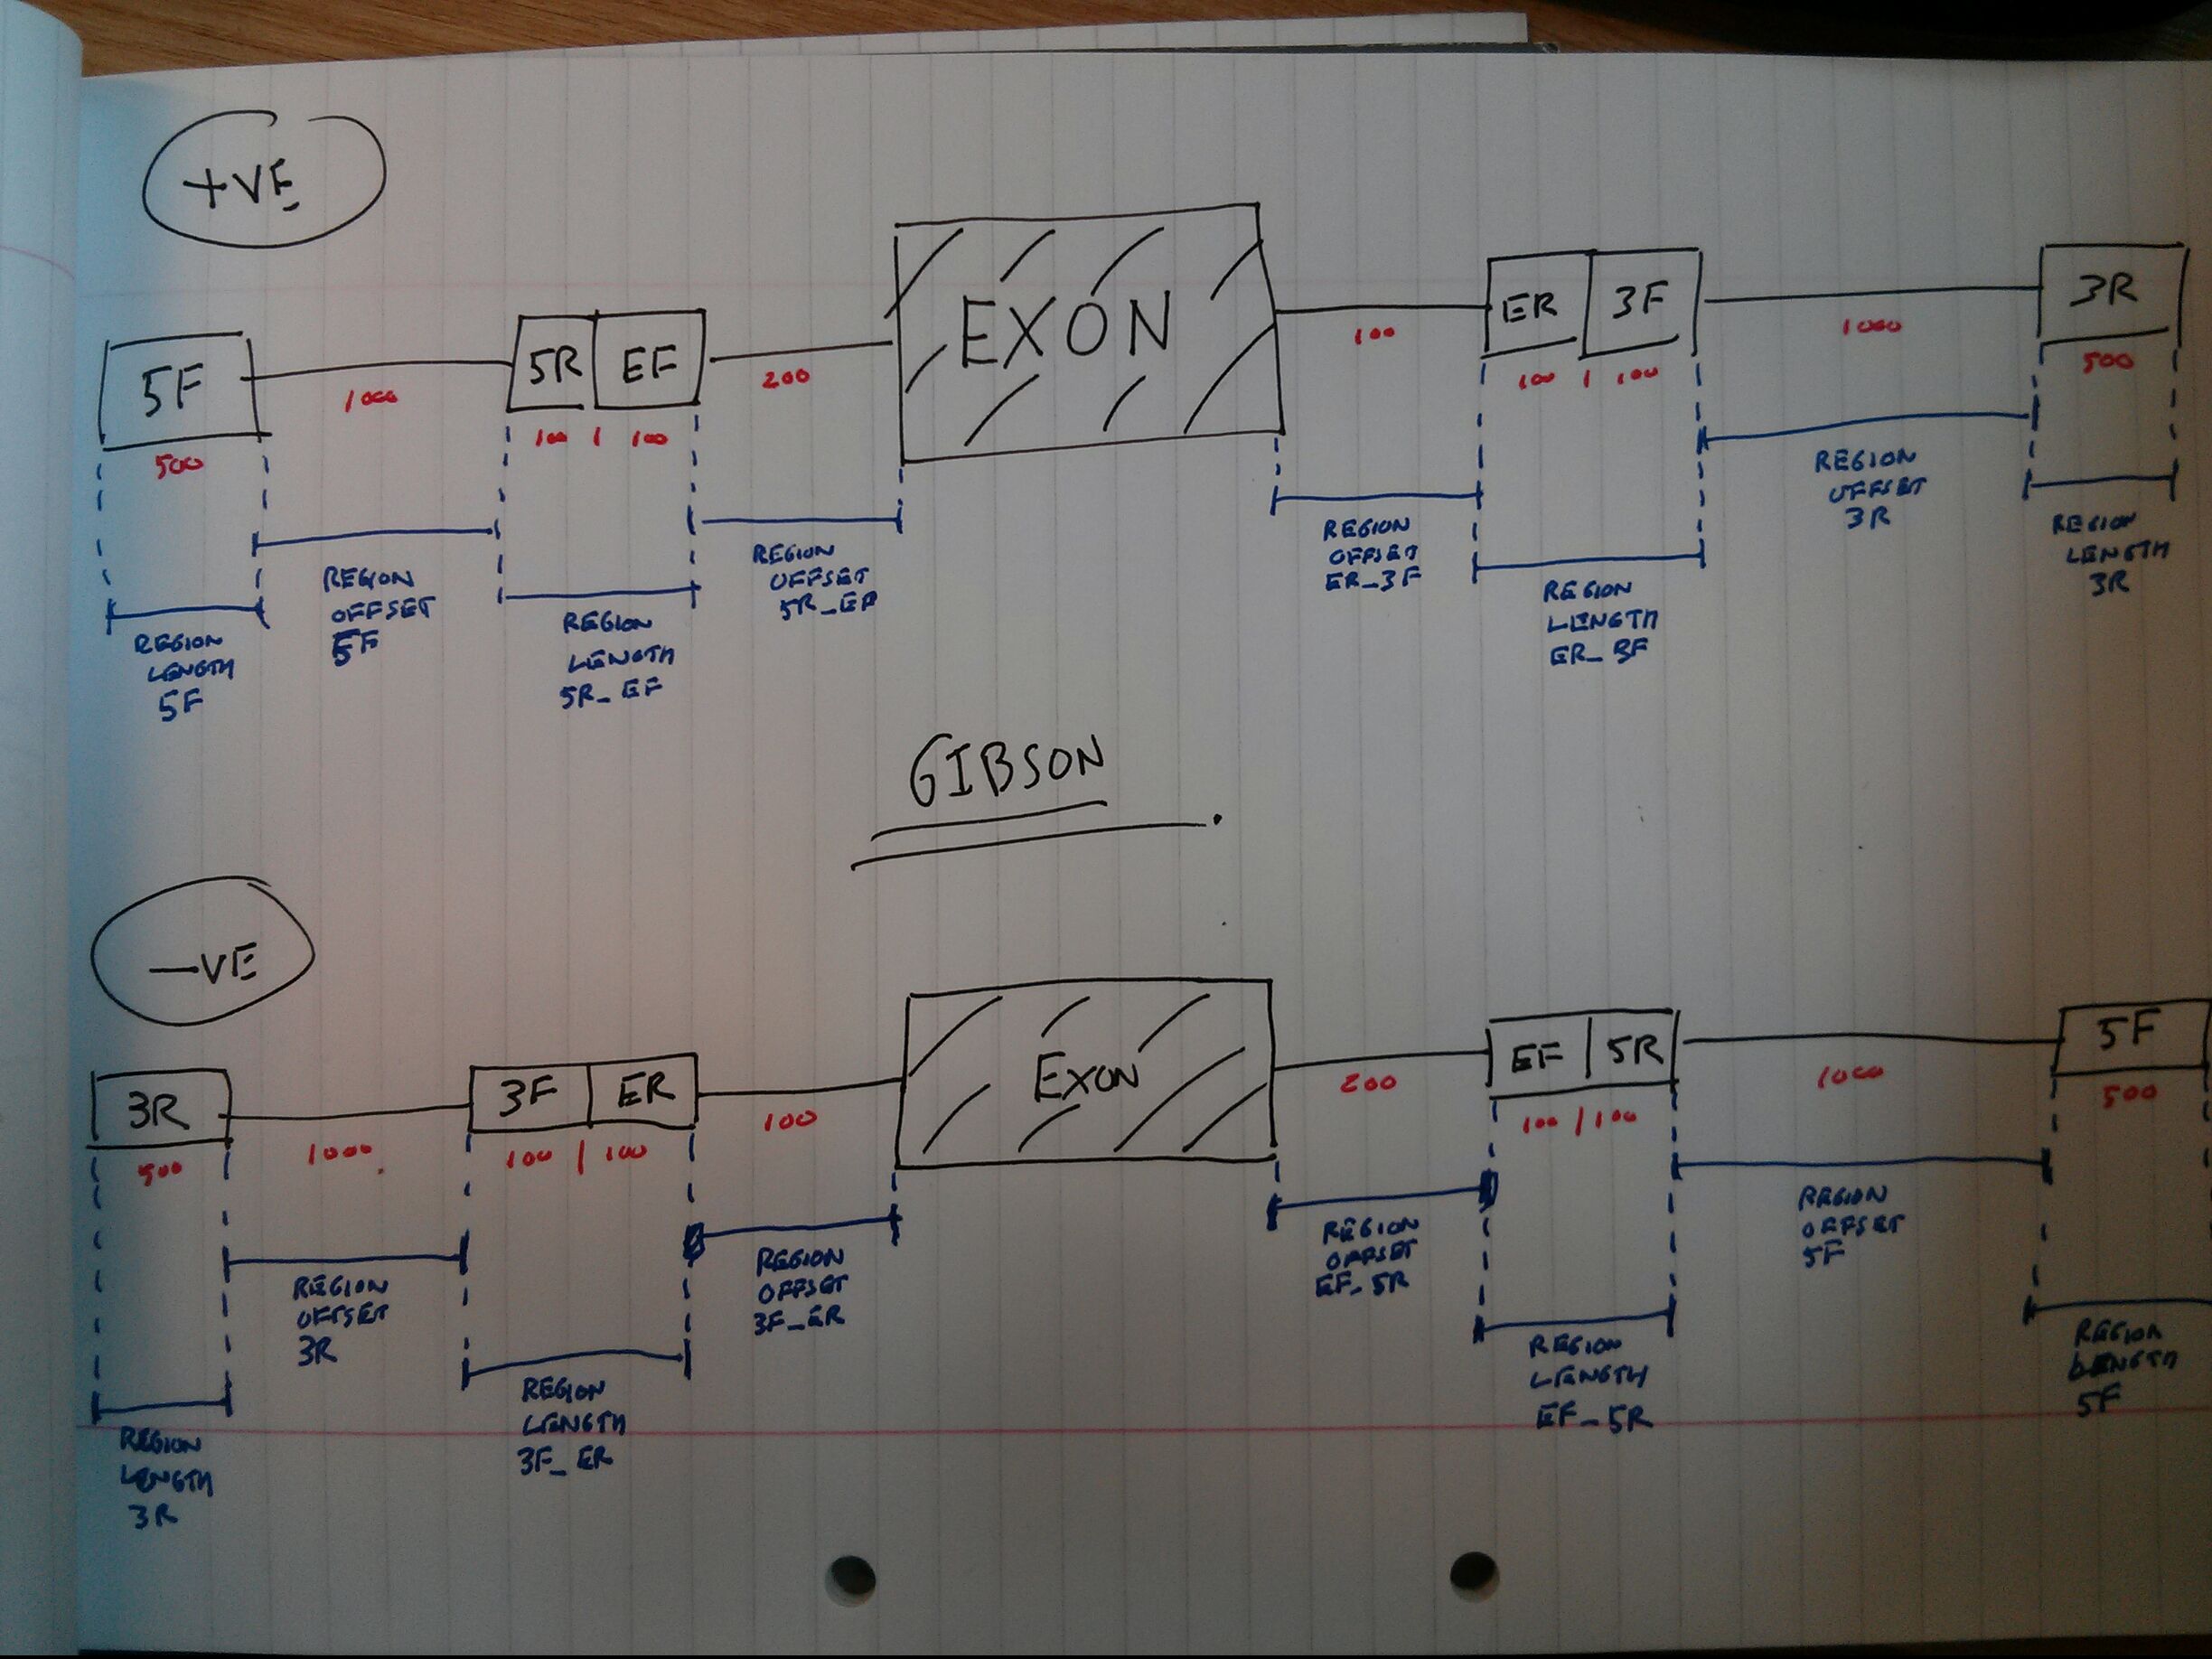 +VE
5F
1000
5R EF
200
EXON
100
ER 3F
1000
3R
500
100 | 100
100 | 100
500
REGION
OFFSET
5F
REGION
LENGTH
5F
REGION
LENGTH
5R_EF
REGION
OFFSET
5R_EF
REGION
OFFSET
ER_3F
REGION
LENGTH
ER_3F
REGION
OFFSET
3R
REGION
LENGTH
3R
GIBSON
-VE
3R
1000
3F ER
100
EXON
200
EF 5R
1000
5F
500
100 | 100
100 / 100
500
REGION
LENGTH
3R
REGION
OFFSET
3R
REGION
LENGTH
3F_ER
REGION
OFFSET
3F_ER
REGION
OFFSET
EF_5R
REGION
LENGTH
EF_5R
REGION
OFFSET
5F
REGION
LENGTH
5F